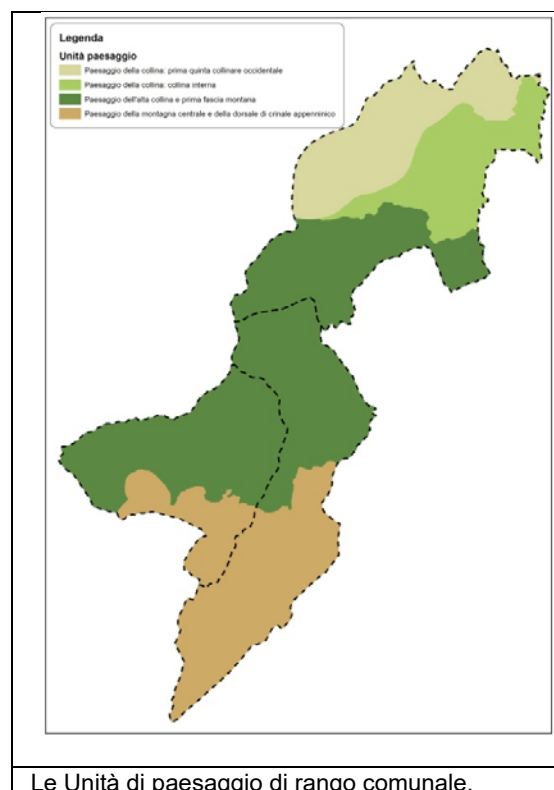 Legenda
Unità paesaggio
Paesaggio della collina: prima quinta collinare occidentale
Paesaggio della collina: collina interna
Paesaggio dell'alta collina e prima fascia montana
Paesaggio della montagna centrale e della dorsale di crinale appenninico
Le Unità di paesaggio di rango comunale.